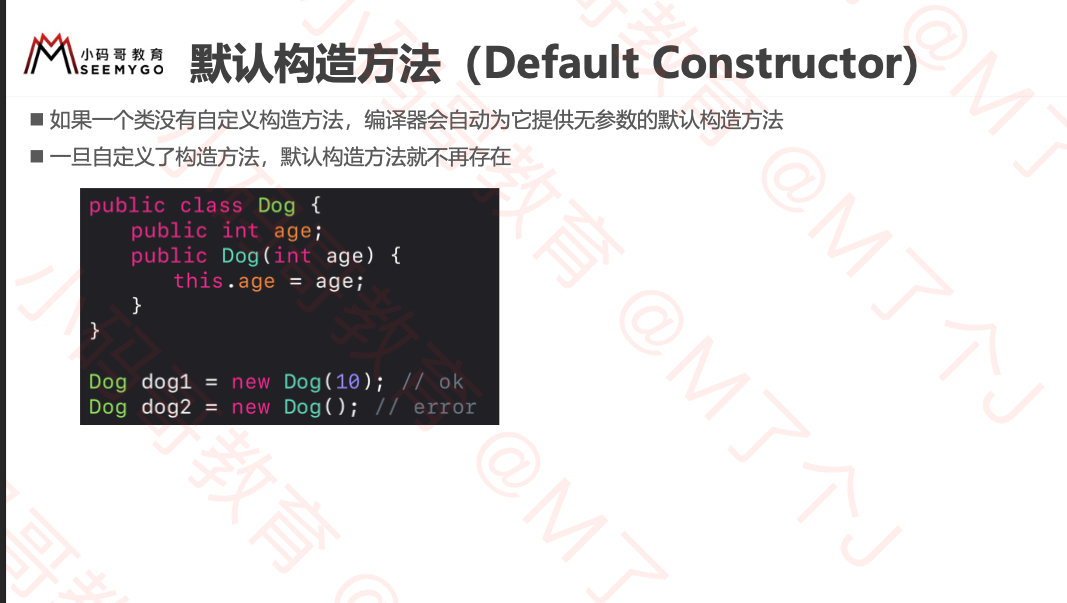 小码哥教育
SEEMYGO
默认构造方法（Default Constructor）
■ 如果一个类没有自定义构造方法，编译器会自动为它提供无参数的默认构造方法
■ 一旦自定义了构造方法，默认构造方法就不再存在
public class Dog {
    public int age;
    public Dog(int age) {
        this.age = age;
    }
}
Dog dog1 = new Dog(10); // ok
Dog dog2 = new Dog(); // error
小码哥教育 @M了个J